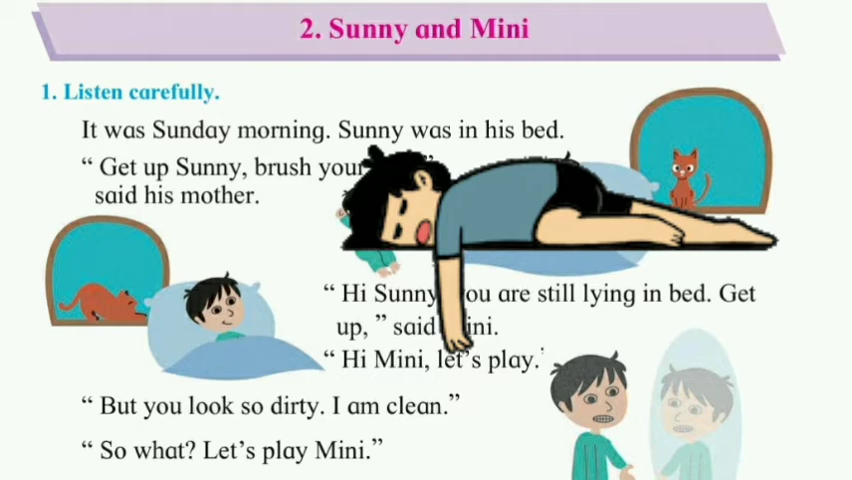 2. Sunny and Mini
1. Listen carefully.
It was Sunday morning. Sunny was in his bed.
“ Get up Sunny, brush your
said his mother.
“ Hi Sunny you are still lying in bed. Get
up, ” said Mini.
“ Hi Mini, let’s play.
“ But you look so dirty. I am clean.”
“ So what? Let’s play Mini.”